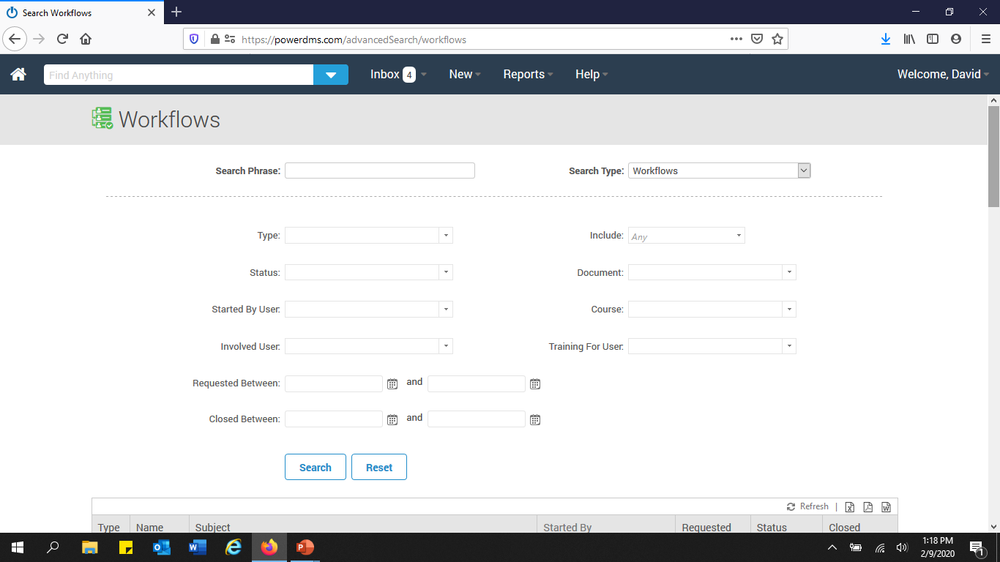 Search Workflows
https://powerdms.com/advancedSearch/workflows
Find Anything
Inbox 4 New Reports Help Welcome, David
Workflows
Search Phrase: Search Type: Workflows
Type: Include: Any
Status: Document:
Started By User: Course:
Involved User: Training For User:
Requested Between: and
Closed Between: and
Search Reset
Refresh |
Type Name Subject Started By Requested Status Closed
1:18 PM
2/9/2020
1